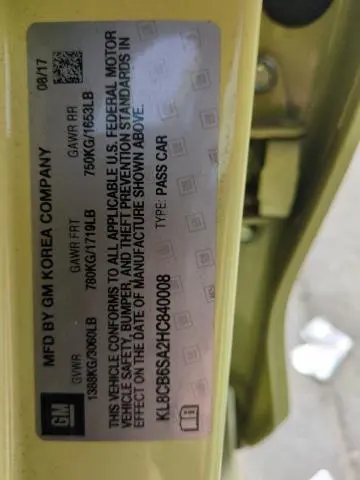 MFD BY GM KOREA COMPANY 08/17
GVWR GAWR FRT GAWR RR
1388KG/3060LB 780KG/1719LB 750KG/1653LB
THIS VEHICLE CONFORMS TO ALL APPLICABLE U.S. FEDERAL MOTOR
VEHICLE SAFETY, BUMPER, AND THEFT PREVENTION STANDARDS IN
EFFECT ON THE DATE OF MANUFACTURE SHOWN ABOVE.
KL8CB6SA2HC840008 TYPE: PASS CAR
GM